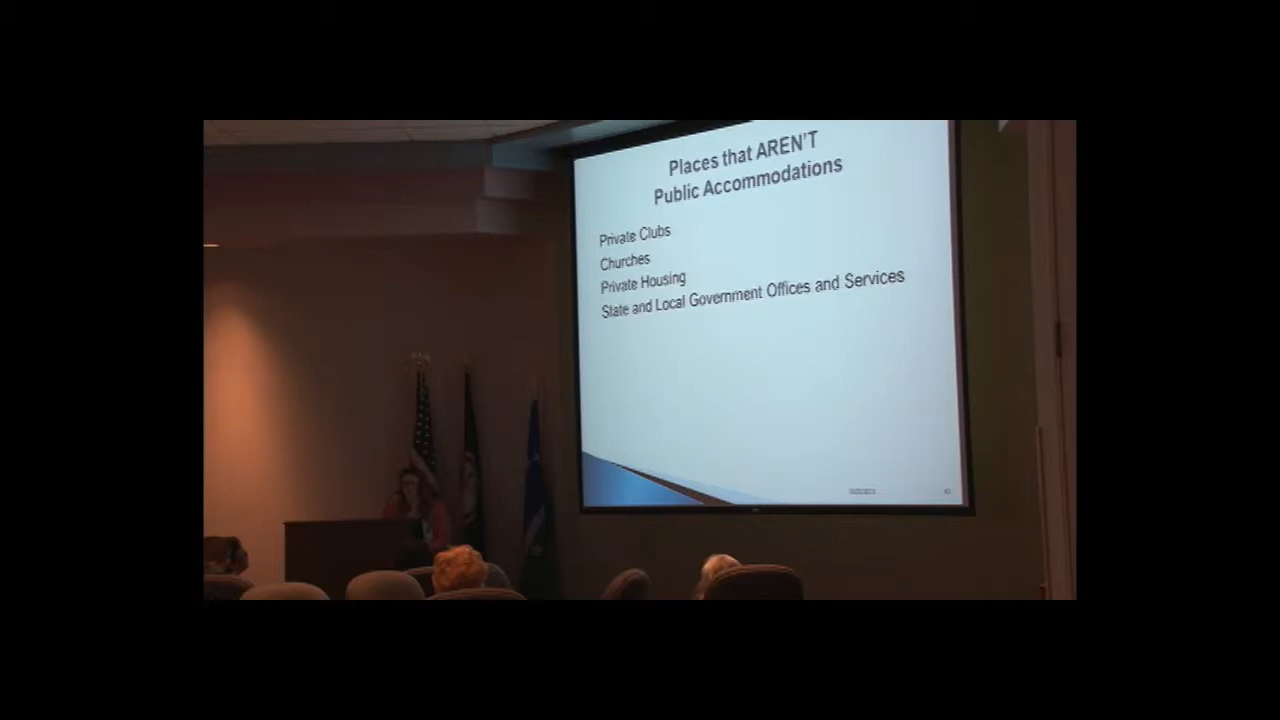 Places that AREN'T
Public Accommodations
Private Clubs
Churches
Private Housing
State and Local Government Offices and Services